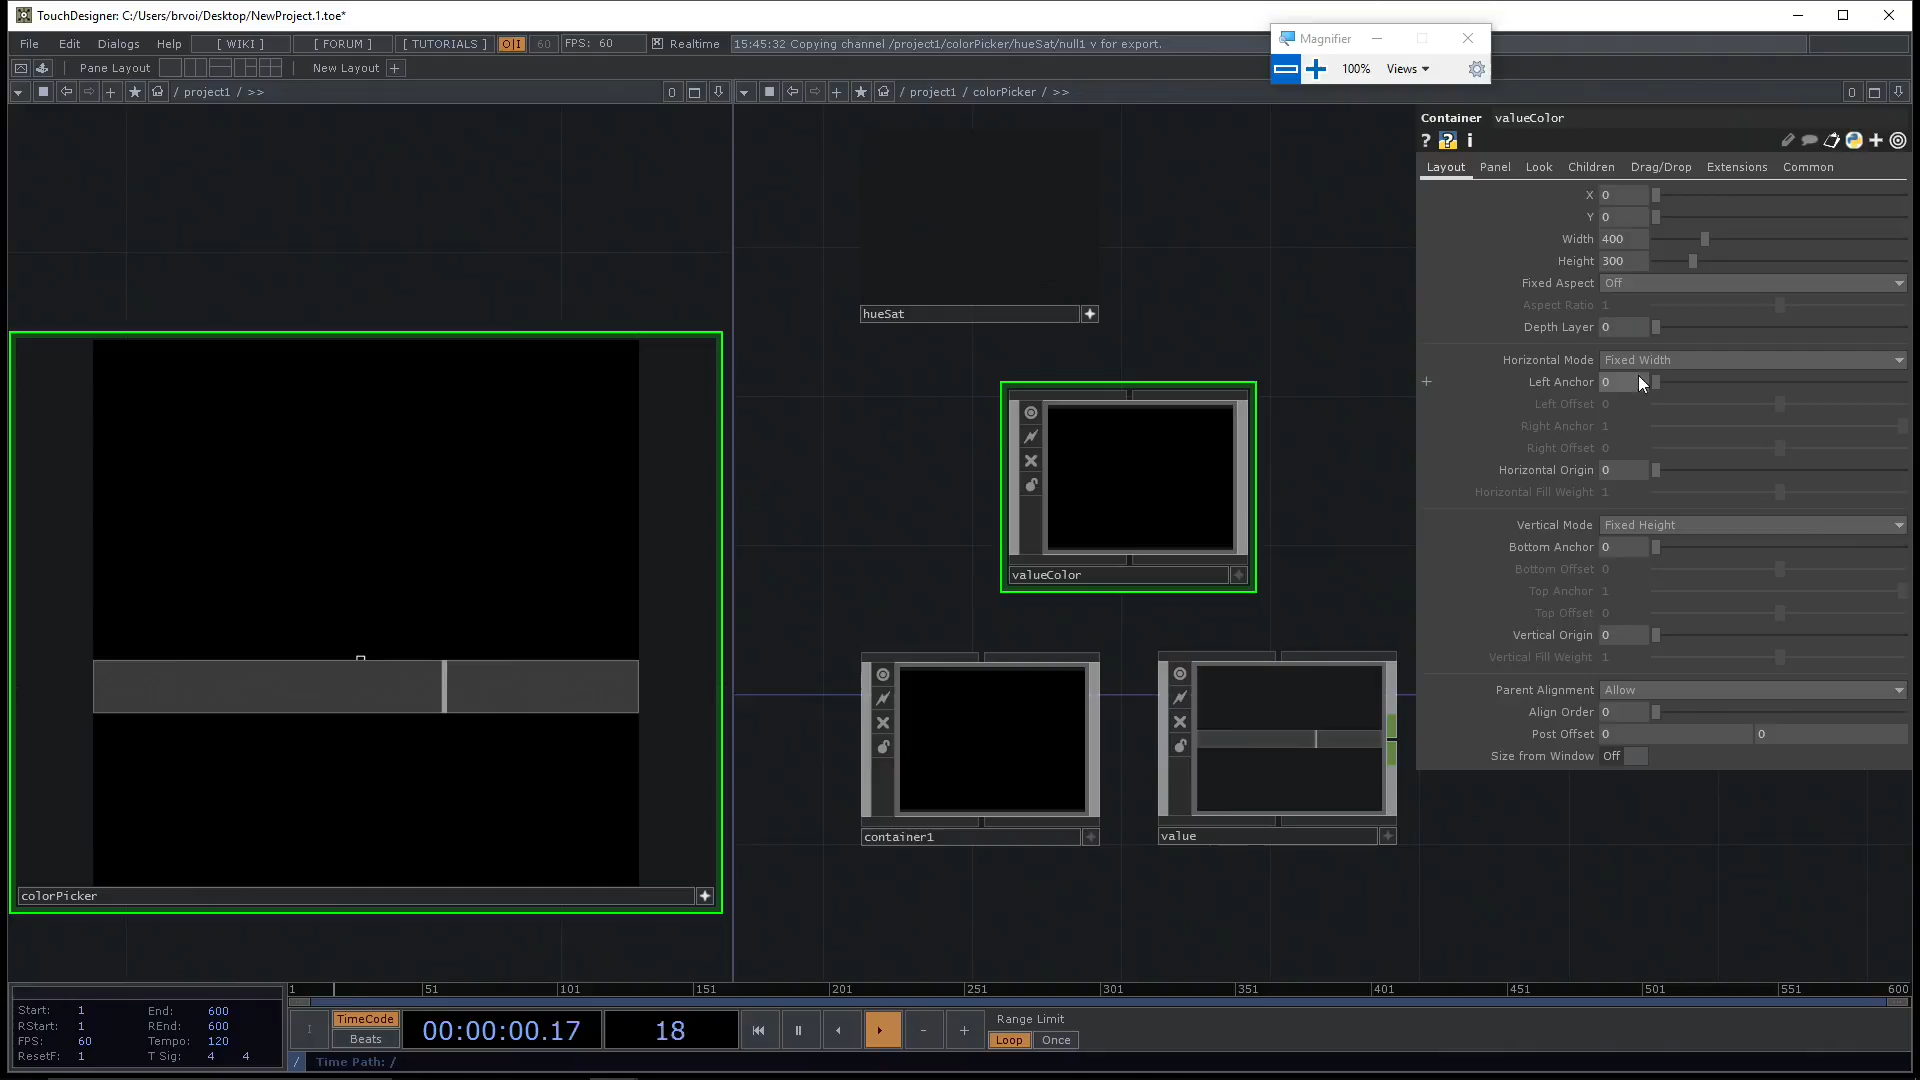 TouchDesigner: C:/Users/brvoi/Desktop/NewProject.1.toe*
File Edit Dialogs Help [ WIKI ] [ FORUM ] [ TUTORIALS ] O|I 60 FPS: 60 Realtime 15:45:32 Copying channel /project1/colorPicker/hueSat/null1 v for export.
Magnifier
100% Views
Pane Layout New Layout +
/ project1 / >> 0
/ project1 / colorPicker / >> 0
Container valueColor
? ? i
Layout Panel Look Children Drag/Drop Extensions Common
X 0
Y 0
Width 400
Height 300
Fixed Aspect Off
Aspect Ratio 1
Depth Layer 0
Horizontal Mode Fixed Width
Left Anchor 0
Left Offset 0
Right Anchor 1
Right Offset 0
Horizontal Origin 0
Horizontal Fill Weight 1
Vertical Mode Fixed Height
Bottom Anchor 0
Bottom Offset 0
Top Anchor 1
Top Offset 0
Vertical Origin 0
Vertical Fill Weight 1
Parent Alignment Allow
Align Order 0
Post Offset 0 0
Size from Window Off
hueSat
valueColor
container1
value
colorPicker
1 51 101 151 201 251 301 351 401 451 501 551 600
Start: 1 End: 600
RStart: 1 REnd: 600
FPS: 60 Tempo: 120
ResetF: 1 T Sig: 4 4
TimeCode
Beats
00:00:00.17
18
- +
Range Limit
Loop Once
/ Time Path: /